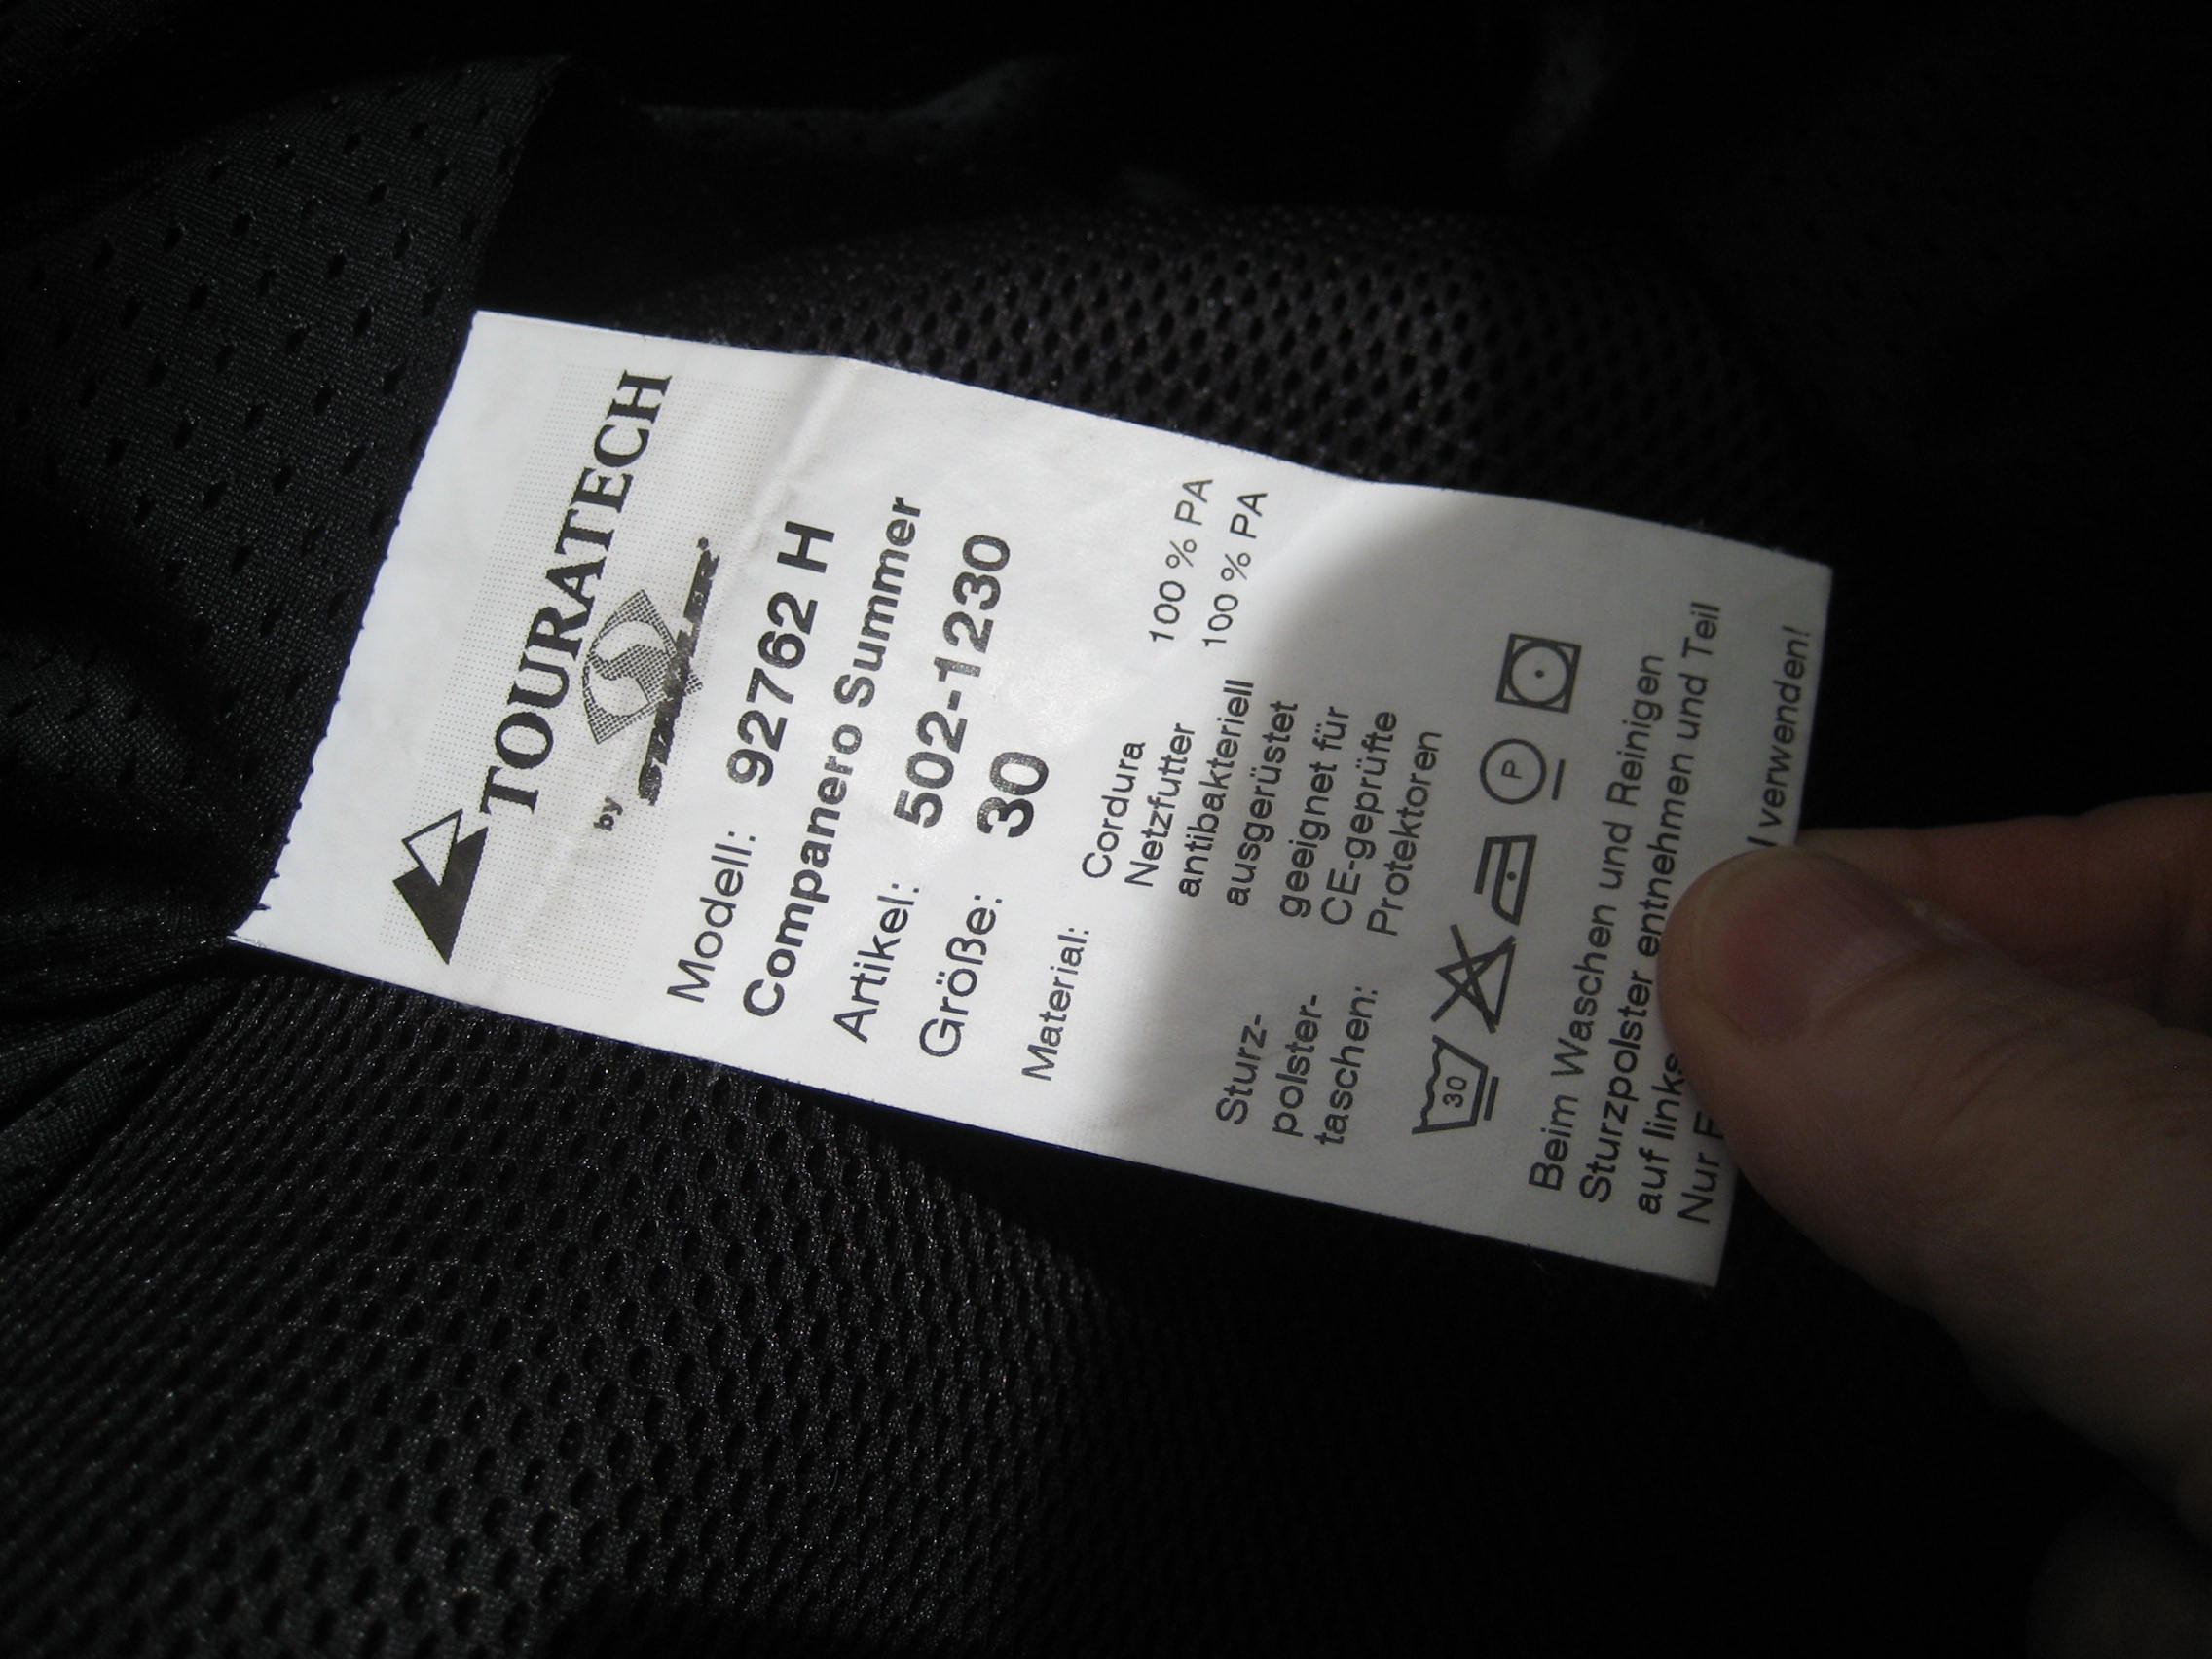 TOURATECH
by STADLER
Modell: 92762 H
Companero Summer
Artikel: 502-1230
Größe: 30
Material: Cordura 100 % PA
Netzfutter 100 % PA
antibakteriell
ausgerüstet
Sturz- geeignet für
polster- CE-geprüfte
taschen: Protektoren
30 P
Beim Waschen und Reinigen
Sturzpolster entnehmen und Teil
auf links
Nur verwenden!